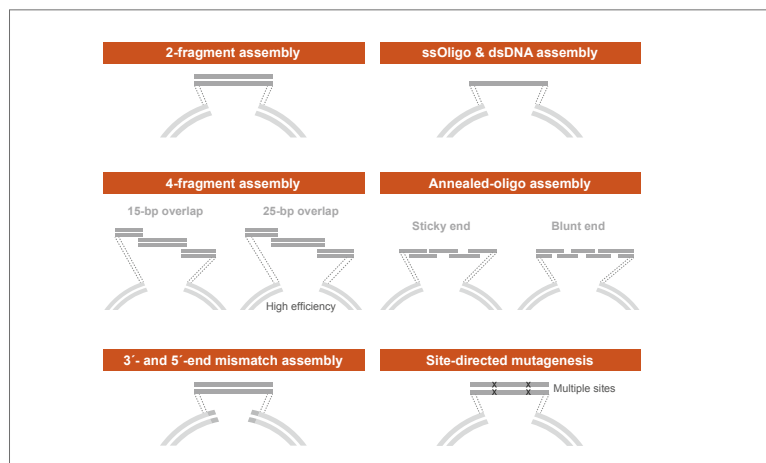 2-fragment assembly
ssOligo & dsDNA assembly
4-fragment assembly
15-bp overlap
25-bp overlap
High efficiency
Annealed-oligo assembly
Sticky end
Blunt end
3´- and 5´-end mismatch assembly
Site-directed mutagenesis
x x
x x
Multiple sites